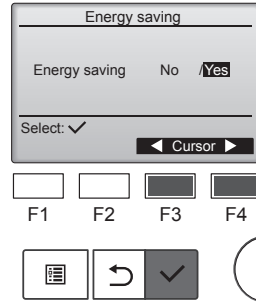 Energy saving
Energy saving No /Yes
Select: ✓
◀ Cursor ▶
F1 F2 F3 F4